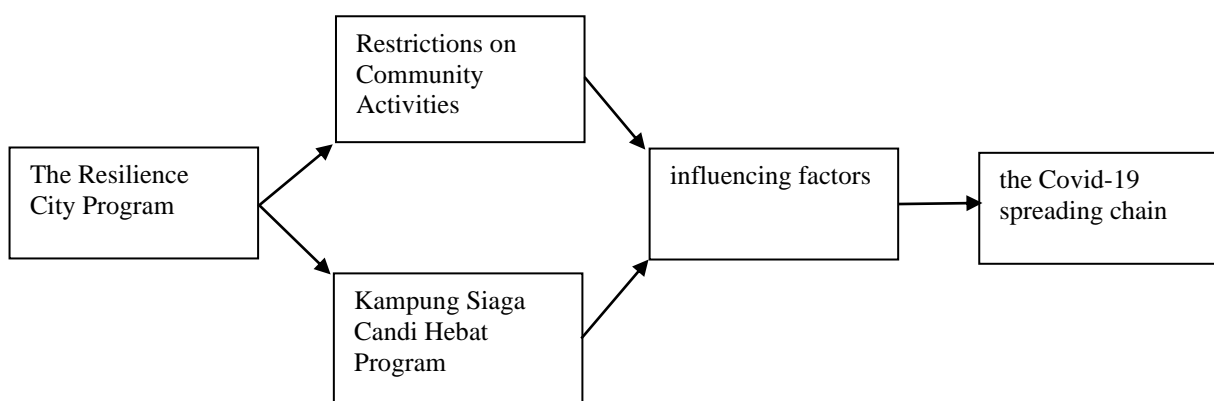 The Resilience
City Program
Restrictions on
Community
Activities
Kampung Siaga
Candi Hebat
Program
influencing factors
the Covid-19
spreading chain